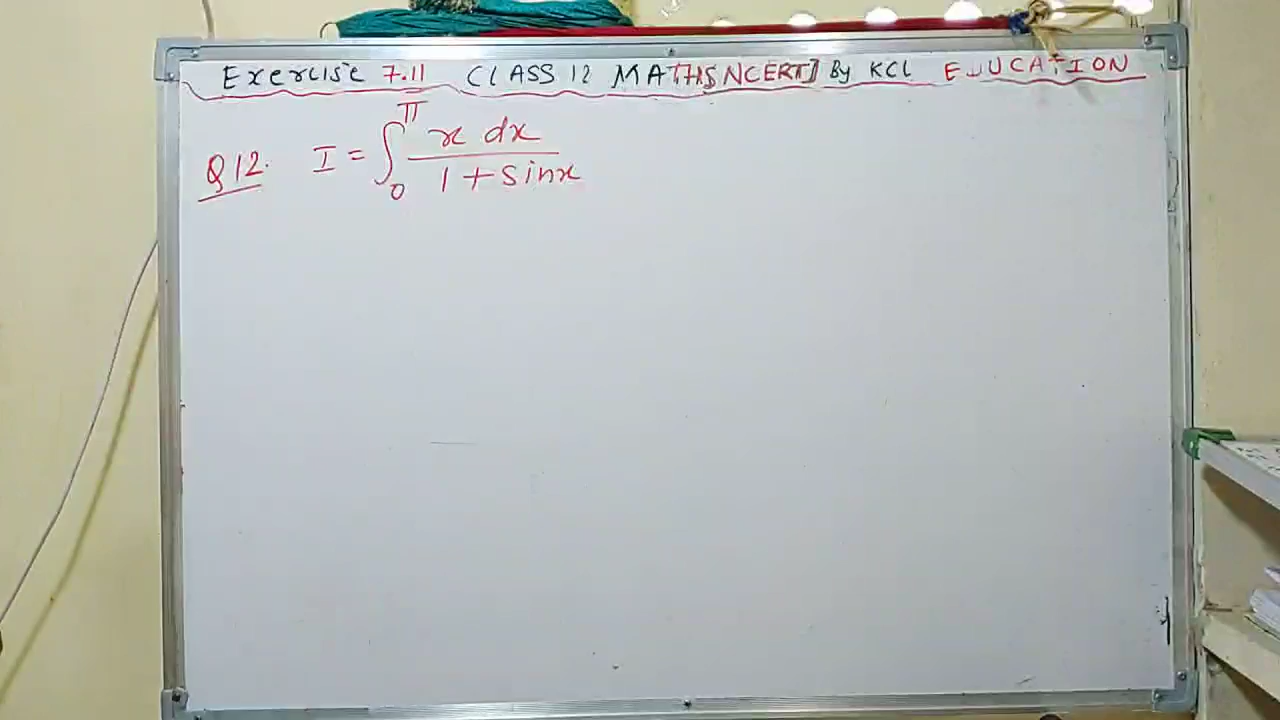 Exercise 7.11 CLASS 12 MATHS NCERT] By KCL EDUCATION
Q12. I = ∫₀^π x dx / 1 + sinx